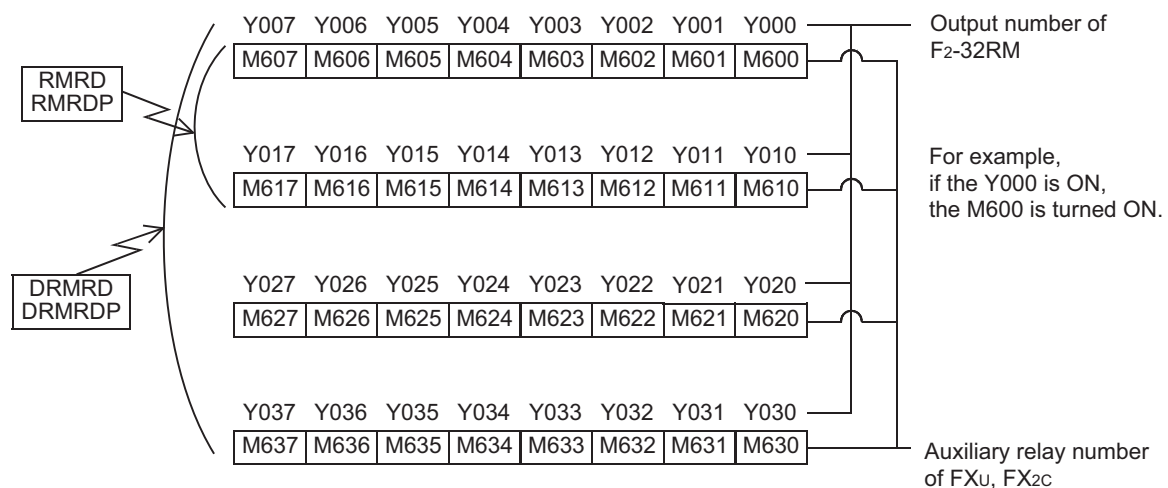 Y007 Y006 Y005 Y004 Y003 Y002 Y001 Y000
M607 M606 M605 M604 M603 M602 M601 M600
Output number of
F2-32RM
RMRD
RMRDP
Y017 Y016 Y015 Y014 Y013 Y012 Y011 Y010
M617 M616 M615 M614 M613 M612 M611 M610
For example,
if the Y000 is ON,
the M600 is turned ON.
DRMRD
DRMRDP
Y027 Y026 Y025 Y024 Y023 Y022 Y021 Y020
M627 M626 M625 M624 M623 M622 M621 M620
Y037 Y036 Y035 Y034 Y033 Y032 Y031 Y030
M637 M636 M635 M634 M633 M632 M631 M630
Auxiliary relay number
of FXU, FX2C